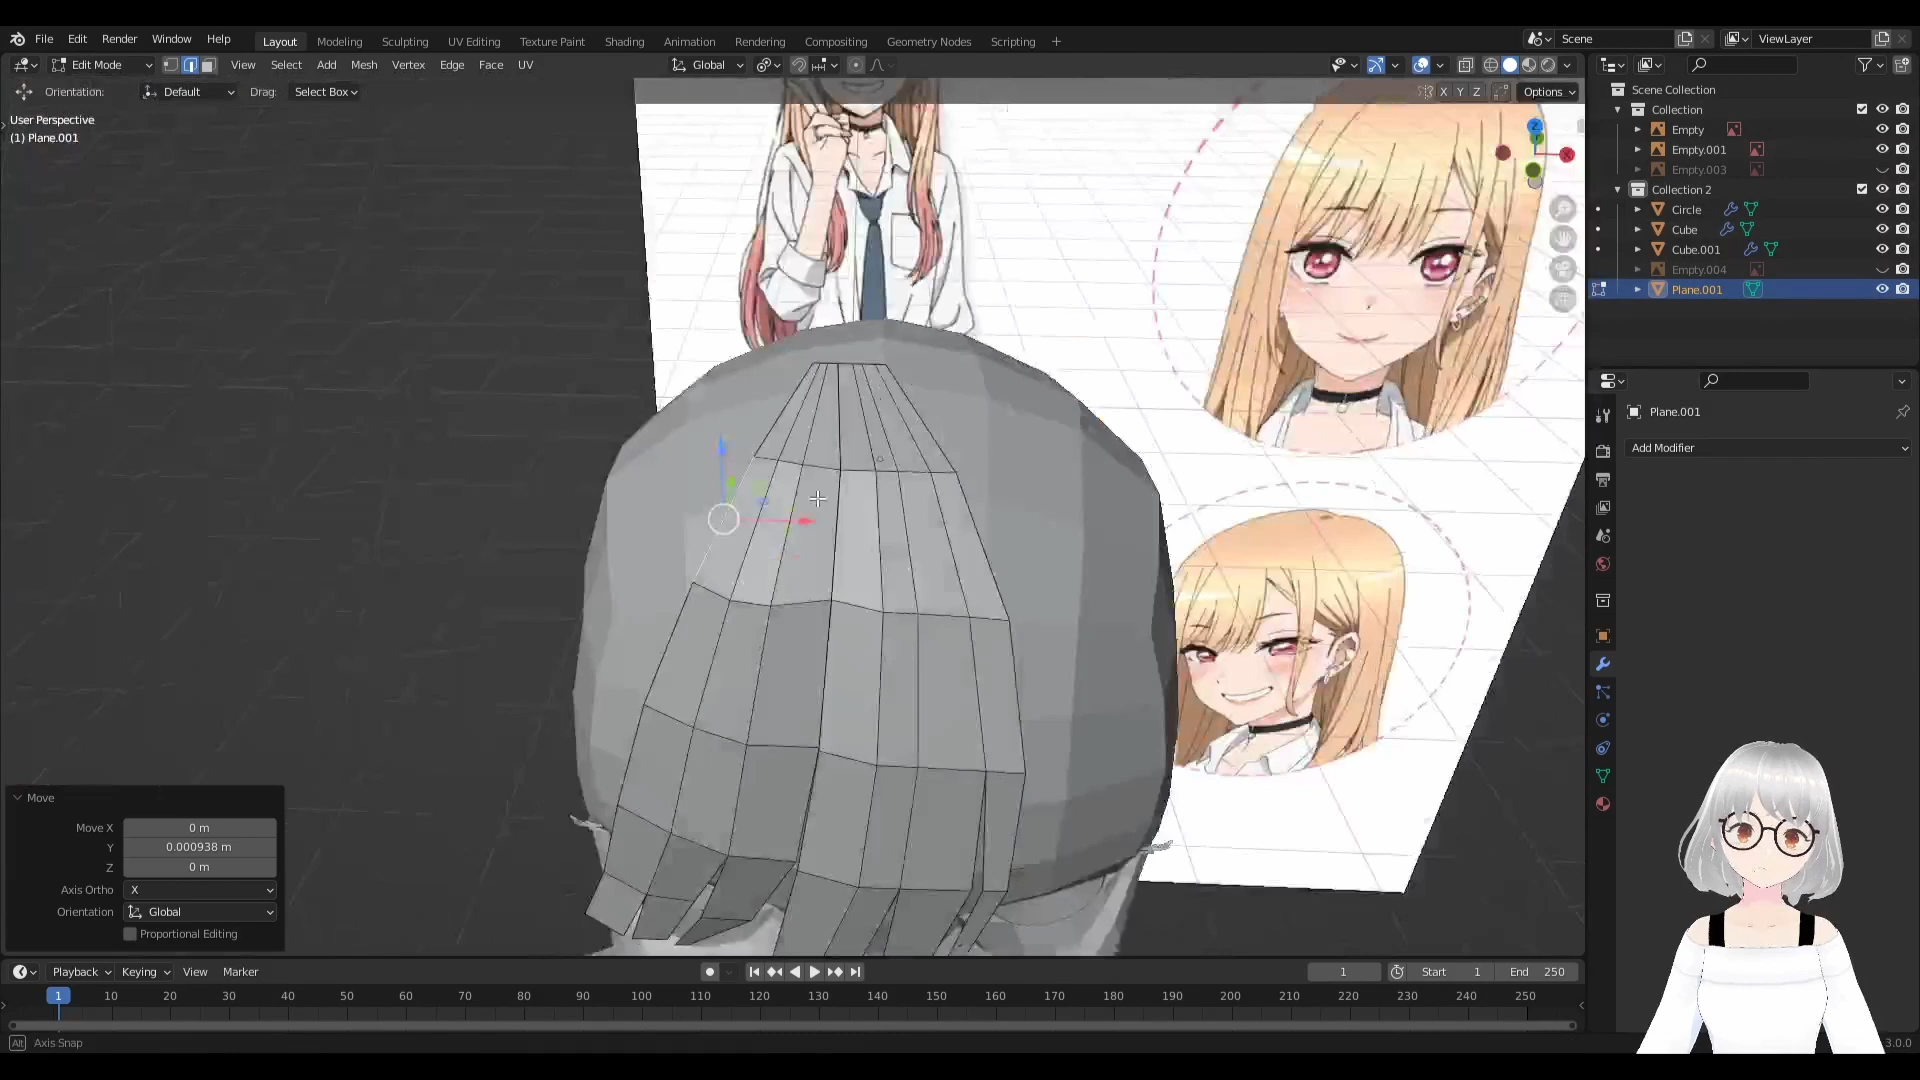 File Edit Render Window Help Layout Modeling Sculpting UV Editing Texture Paint Shading Animation Rendering Compositing Geometry Nodes Scripting + Scene ViewLayer
Edit Mode View Select Add Mesh Vertex Edge Face UV Global
Orientation: Default Drag: Select Box X Y Z Options
User Perspective
(1) Plane.001
Z
X
Scene Collection
Collection
Empty
Empty.001
Empty.003
Collection 2
Circle
Cube
Cube.001
Empty.004
Plane.001
Plane.001
Add Modifier
Move
Move X 0 m
Y 0.000938 m
Z 0 m
Axis Ortho X
Orientation Global
Proportional Editing
Playback Keying View Marker 1 Start 1 End 250
1 10 20 30 40 50 60 70 80 90 100 110 120 130 140 150 160 170 180 190 200 210 220 230 240 250
Alt Axis Snap 3.0.0